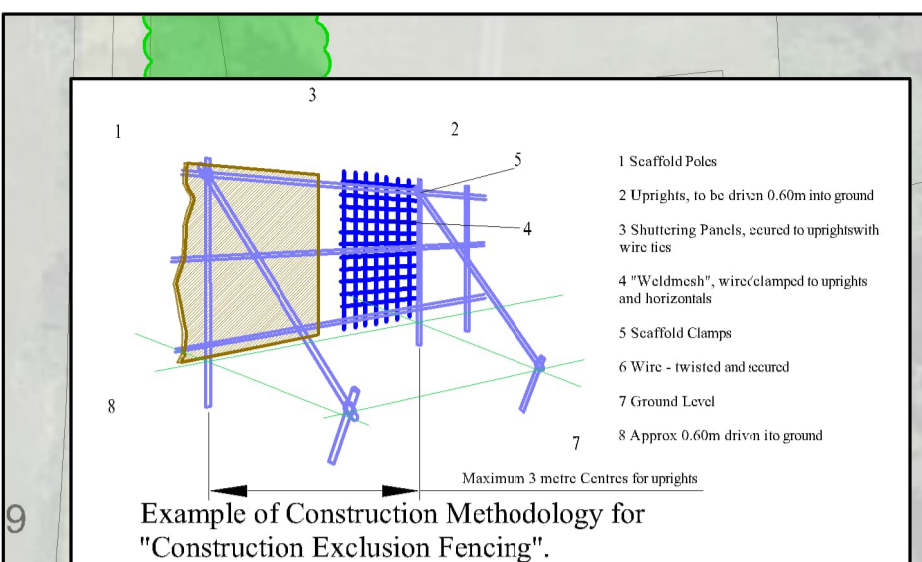 3
1
2
5
4
8
7
9
1 Scaffold Poles
2 Uprights, to be driven 0.60m into ground
3 Shuttering Panels, secured to uprightswith
wire ties
4 "Weldmesh", wire/clamped to uprights
and horizontals
5 Scaffold Clamps
6 Wire - twisted and secured
7 Ground Level
8 Approx 0.60m driven ito ground
Maximum 3 metre Centres for uprights
Example of Construction Methodology for
"Construction Exclusion Fencing".